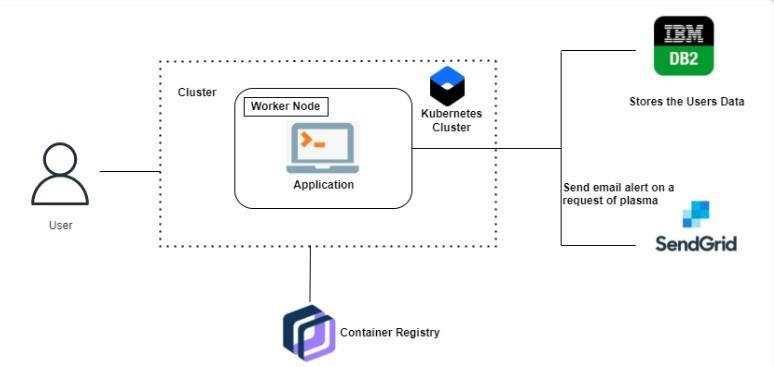 IBM
DB2
Stores the Users Data
Cluster
Worker Node
Kubernetes
Cluster
Application
Send email alert on a
request of plasma
SendGrid
User
Container Registry